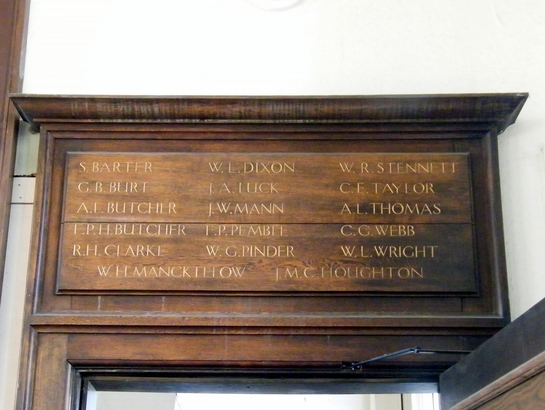 S. BARTER W. L. DIXON W. R. STENNETT
G. B. BURT J. A. LUCK C. E. TAYLOR
A. E. BUTCHER J. W. MANN A. L. THOMAS
F. P. H. BUTCHER E. P. PEMBLE C. G. WEBB
R. H. CLARKE W. G. PINDER W. L. WRIGHT
W. H. MANCKTELOW J. M. C. HOUGHTON